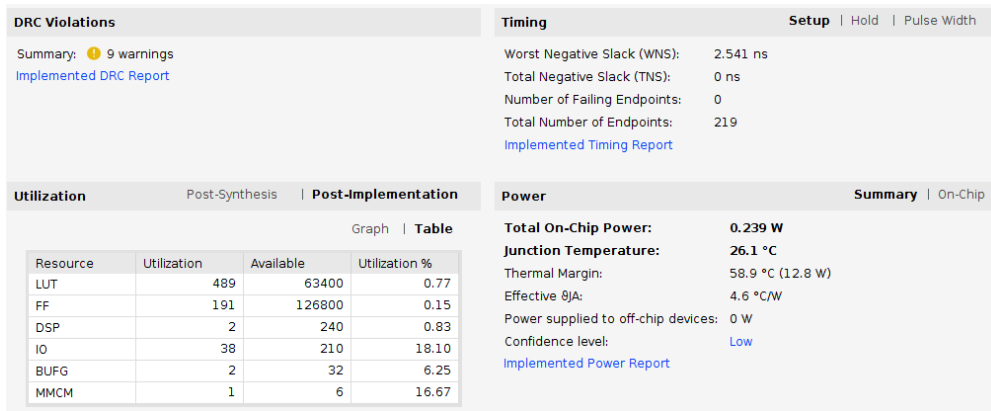 DRC Violations
Summary: 9 warnings
Implemented DRC Report
Timing Setup | Hold | Pulse Width
Worst Negative Slack (WNS): 2.541 ns
Total Negative Slack (TNS): 0 ns
Number of Failing Endpoints: 0
Total Number of Endpoints: 219
Implemented Timing Report
Utilization Post-Synthesis | Post-Implementation
Graph | Table
Resource Utilization Available Utilization %
LUT 489 63400 0.77
FF 191 126800 0.15
DSP 2 240 0.83
IO 38 210 18.10
BUFG 2 32 6.25
MMCM 1 6 16.67
Power Summary | On-Chip
Total On-Chip Power: 0.239 W
Junction Temperature: 26.1 °C
Thermal Margin: 58.9 °C (12.8 W)
Effective ϑJA: 4.6 °C/W
Power supplied to off-chip devices: 0 W
Confidence level: Low
Implemented Power Report